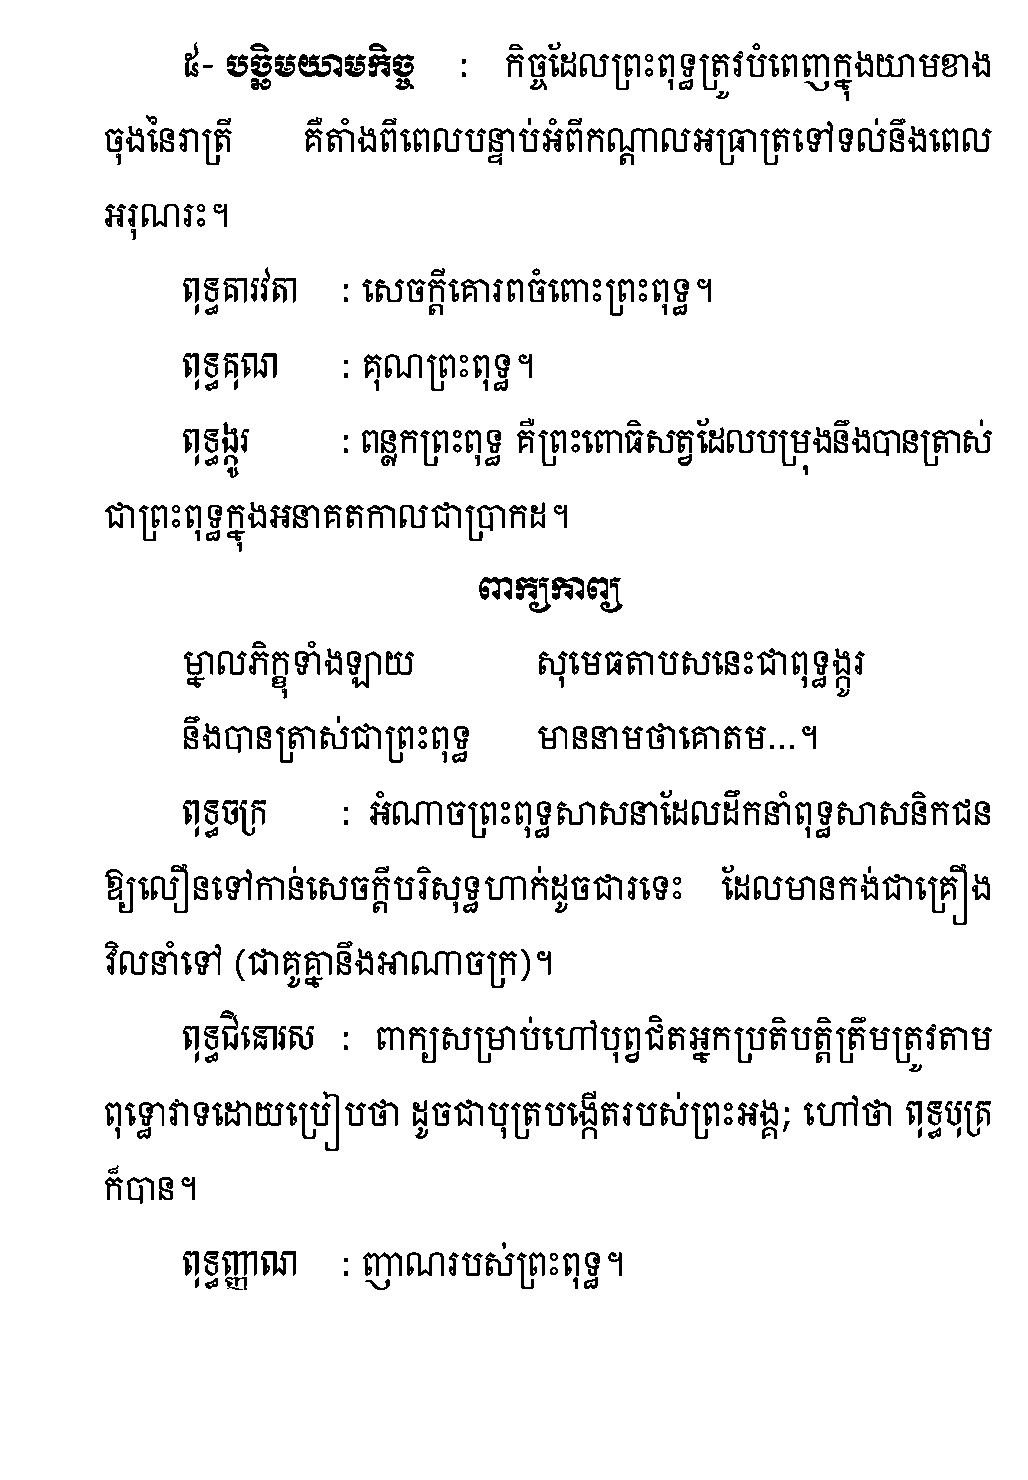 ៥- បច្ឆិមយាមកិច្ច : កិច្ចដែលព្រះពុទ្ធត្រូវបំពេញក្នុងយាមខាង
ចុងនៃរាត្រី គឺតាំងពីពេលបន្ទាប់អំពីកណ្តាលអធ្រាត្រទៅទល់នឹងពេល
អរុណរះ។
ពុទ្ធគារវតា : សេចក្តីគោរពចំពោះព្រះពុទ្ធ។
ពុទ្ធគុណ : គុណព្រះពុទ្ធ។
ពុទ្ធង្កូរ : ពន្លកព្រះពុទ្ធ គឺព្រះពោធិសត្វដែលបម្រុងនឹងបានត្រាស់
ជាព្រះពុទ្ធក្នុងអនាគតកាលជាប្រាកដ។
ពាក្យកាព្យ
ម្នាលភិក្ខុទាំងឡាយ សុមេធតាបសនេះជាពុទ្ធង្កូរ
នឹងបានត្រាស់ជាព្រះពុទ្ធ មាននាមថាគោតម...។
ពុទ្ធចក្រ : អំណាចព្រះពុទ្ធសាសនាដែលដឹកនាំពុទ្ធសាសនិកជន
ឱ្យលឿនទៅកាន់សេចក្តីបរិសុទ្ធហាក់ដូចជារទេះ ដែលមានកង់ជាគ្រឿង
វិលនាំទៅ (ជាគូគ្នានឹងអាណាចក្រ)។
ពុទ្ធជិនោរស : ពាក្យសម្រាប់ហៅបុព្វជិតអ្នកប្រតិបត្តិត្រឹមត្រូវតាម
ពុទ្ធោវាទដោយប្រៀបថា ដូចជាបុត្របង្កើតរបស់ព្រះអង្គ; ហៅថា ពុទ្ធបុត្រ
ក៏បាន។
ពុទ្ធញ្ញាណ : ញាណរបស់ព្រះពុទ្ធ។